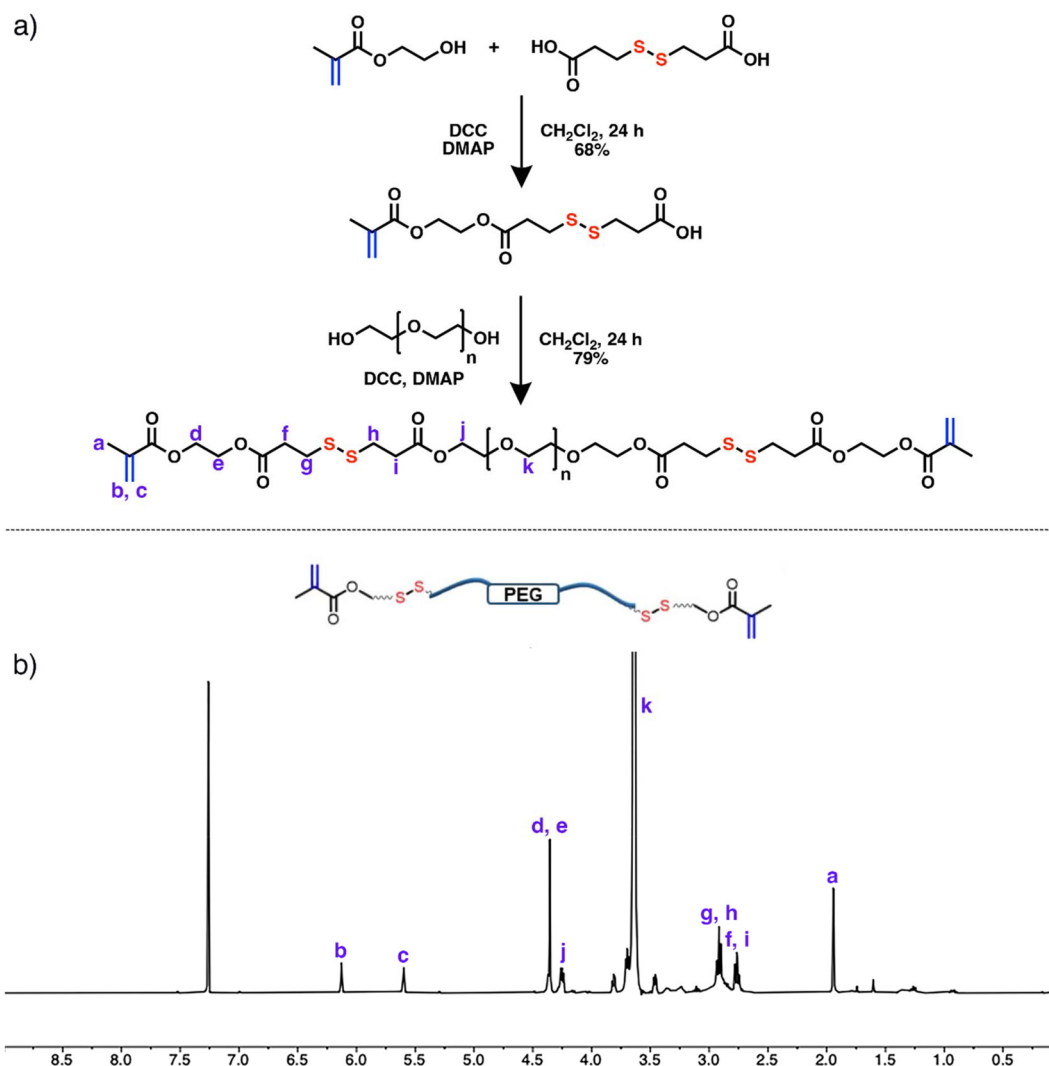 a)
O
O
OH
+
HO
O
S
S
O
OH
DCC
DMAP
CH₂Cl₂, 24 h
68%
O
O
O
O
S
S
O
OH
HO
O
OH
n
DCC, DMAP
CH₂Cl₂, 24 h
79%
a
O
O
d
e
O
O
f
g
S
S
h
i
O
O
j
O
k
n
O
O
O
S
S
O
O
O
O
b, c
O
O
S
S
PEG
S
S
O
O
b)
k
d, e
a
g, h
f, i
b
c
j
8.5 8.0 7.5 7.0 6.5 6.0 5.5 5.0 4.5 4.0 3.5 3.0 2.5 2.0 1.5 1.0 0.5